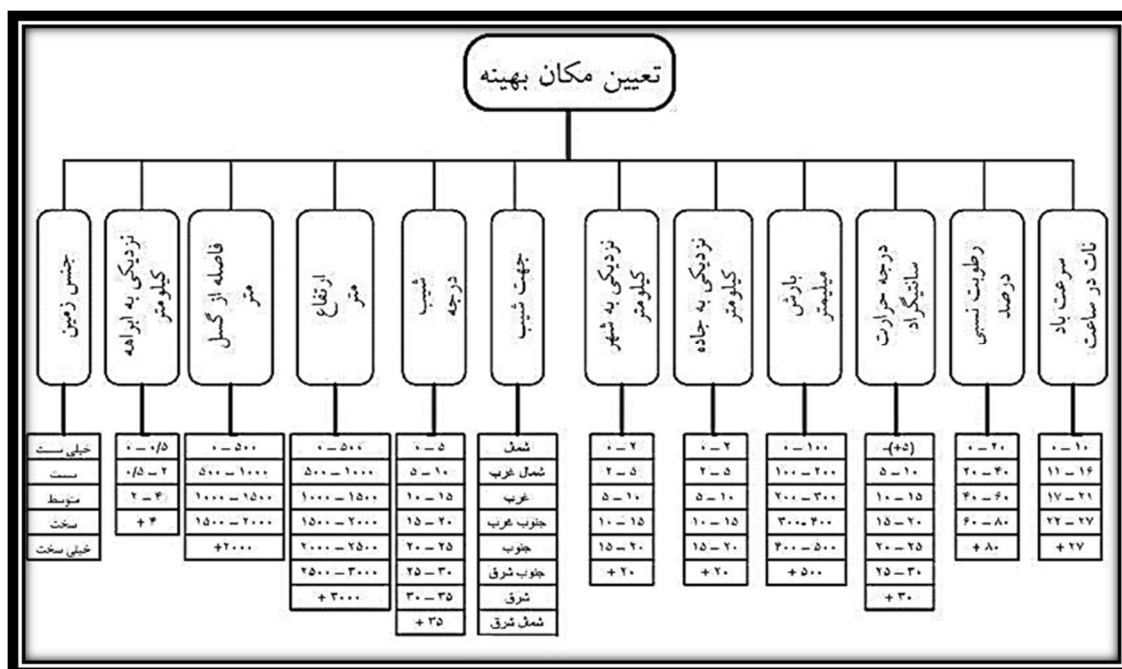 تعیین مکان بهینه
سرعت باد
نات در ساعت
۰ – ۱۰
۱۱ – ۱۶
۱۷ – ۲۱
۲۲ – ۲۷
+ ۲۷
رطوبت نسبی
درصد
۰ – ۲۰
۲۰ – ۴۰
۴۰ – ۶۰
۶۰ – ۸۰
+ ۸۰
درجه حرارت
سانتیگراد
-(+۵)
۵ – ۱۰
۱۰ – ۱۵
۱۵ – ۲۰
۲۰ – ۲۵
۲۵ – ۳۰
+ ۳۰
بارش
میلیمتر
۰ – ۱۰۰
۱۰۰ – ۲۰۰
۲۰۰ – ۳۰۰
۳۰۰ - ۴۰۰
۴۰۰ – ۵۰۰
+ ۵۰۰
نزدیکی به جاده
کیلومتر
۰ – ۲
۲ – ۵
۵ – ۱۰
۱۰ – ۱۵
۱۵ – ۲۰
+ ۲۰
نزدیکی به شهر
کیلومتر
۰ – ۲
۲ – ۵
۵ – ۱۰
۱۰ – ۱۵
۱۵ – ۲۰
+ ۲۰
جهت شیب
شمال
شمال غرب
غرب
جنوب غرب
جنوب
جنوب شرق
شرق
شمال شرق
شیب
درجه
۰ – ۵
۵ – ۱۰
۱۰ – ۱۵
۱۵ – ۲۰
۲۰ – ۲۵
۲۵ – ۳۰
۳۰ – ۳۵
+ ۳۵
ارتفاع
متر
۰ – ۵۰۰
۵۰۰ – ۱۰۰۰
۱۰۰۰ – ۱۵۰۰
۱۵۰۰ – ۲۰۰۰
۲۰۰۰ – ۲۵۰۰
۲۵۰۰ – ۳۰۰۰
+ ۳۰۰۰
فاصله از گسل
متر
۰ – ۵۰۰
۵۰۰ – ۱۰۰۰
۱۰۰۰ – ۱۵۰۰
۱۵۰۰ – ۲۰۰۰
+۲۰۰۰
نزدیکی به ابراهه
کیلومتر
۰ – ۰/۵
۰/۵ – ۲
۲ – ۴
+ ۴
جنس زمین
خیلی سست
سست
متوسط
سخت
خیلی سخت